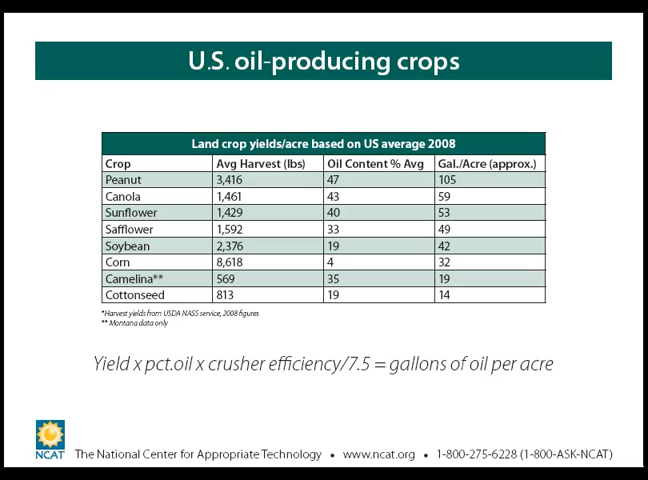 U.S. oil-producing crops
Land crop yields/acre based on US average 2008
Crop Avg Harvest (lbs) Oil Content % Avg Gal./Acre (approx.)
Peanut 3,416 47 105
Canola 1,461 43 59
Sunflower 1,429 40 53
Safflower 1,592 33 49
Soybean 2,376 19 42
Corn 8,618 4 32
Camelina** 569 35 19
Cottonseed 813 19 14
*Harvest yields from USDA NASS service, 2008 figures
** Montana data only
Yield x pct.oil x crusher efficiency/7.5 = gallons of oil per acre
NCAT
The National Center for Appropriate Technology • www.ncat.org • 1-800-275-6228 (1-800-ASK-NCAT)